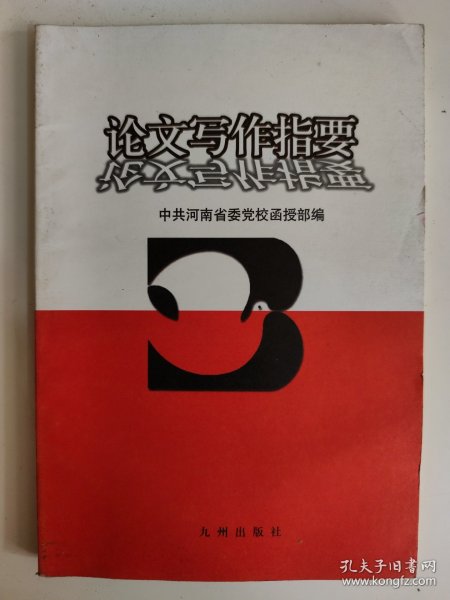 论文写作指要
中共河南省委党校函授部编
九州出版社
孔夫子旧书网
www.kongfz.com